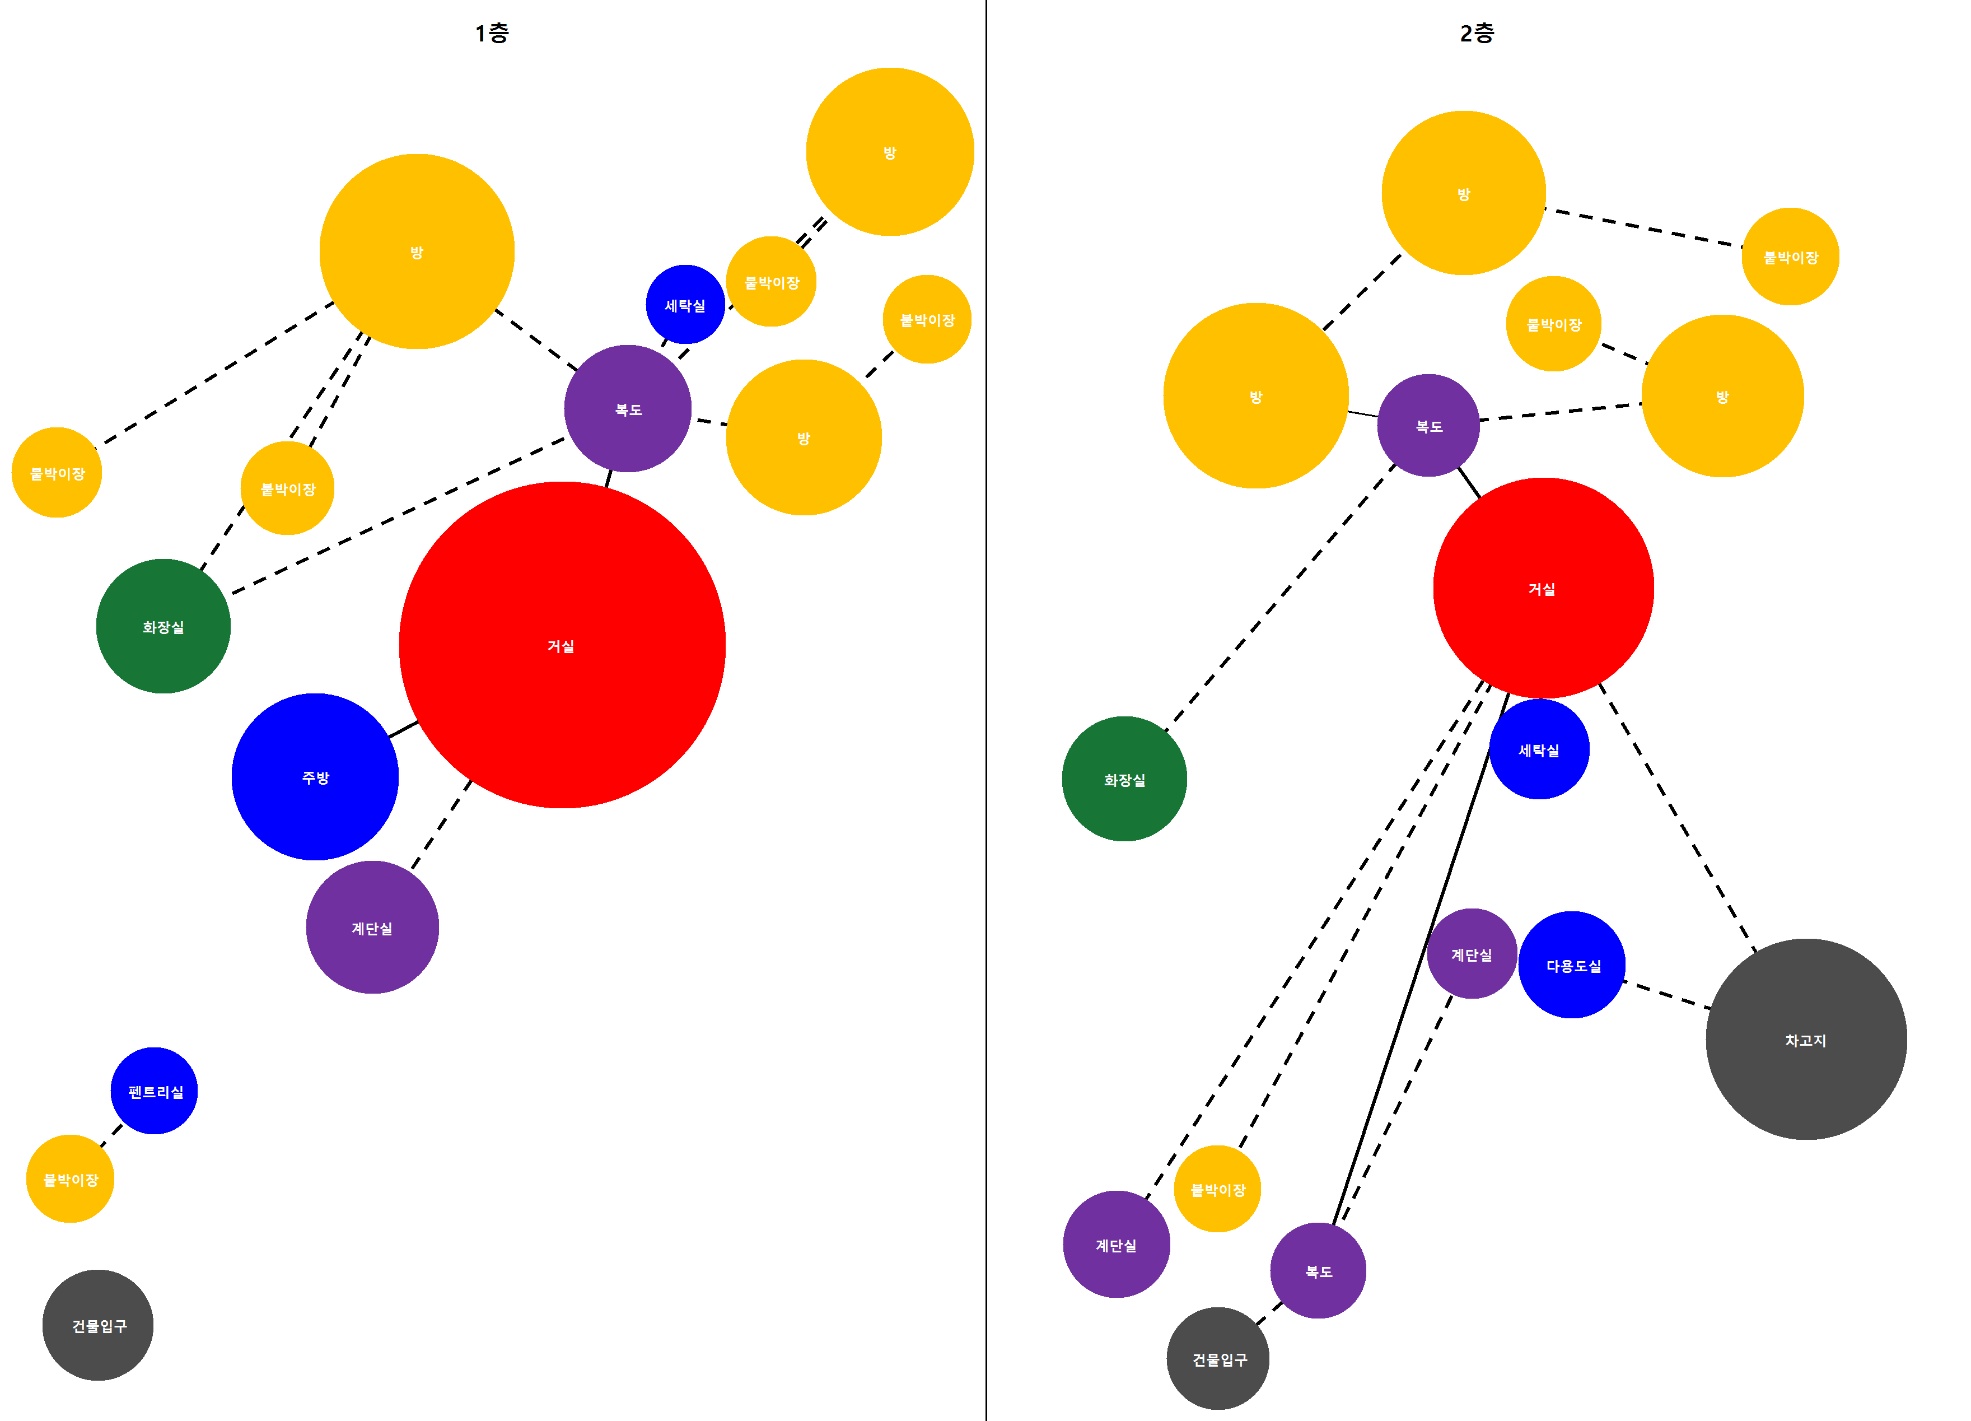 1층
방
방
세탁실
붙박이장
붙박이장
복도
방
붙박이장
붙박이장
화장실
거실
주방
계단실
펜트리실
붙박이장
건물입구
2층
방
붙박이장
붙박이장
방
방
복도
거실
세탁실
화장실
계단실
다용도실
차고지
붙박이장
계단실
복도
건물입구